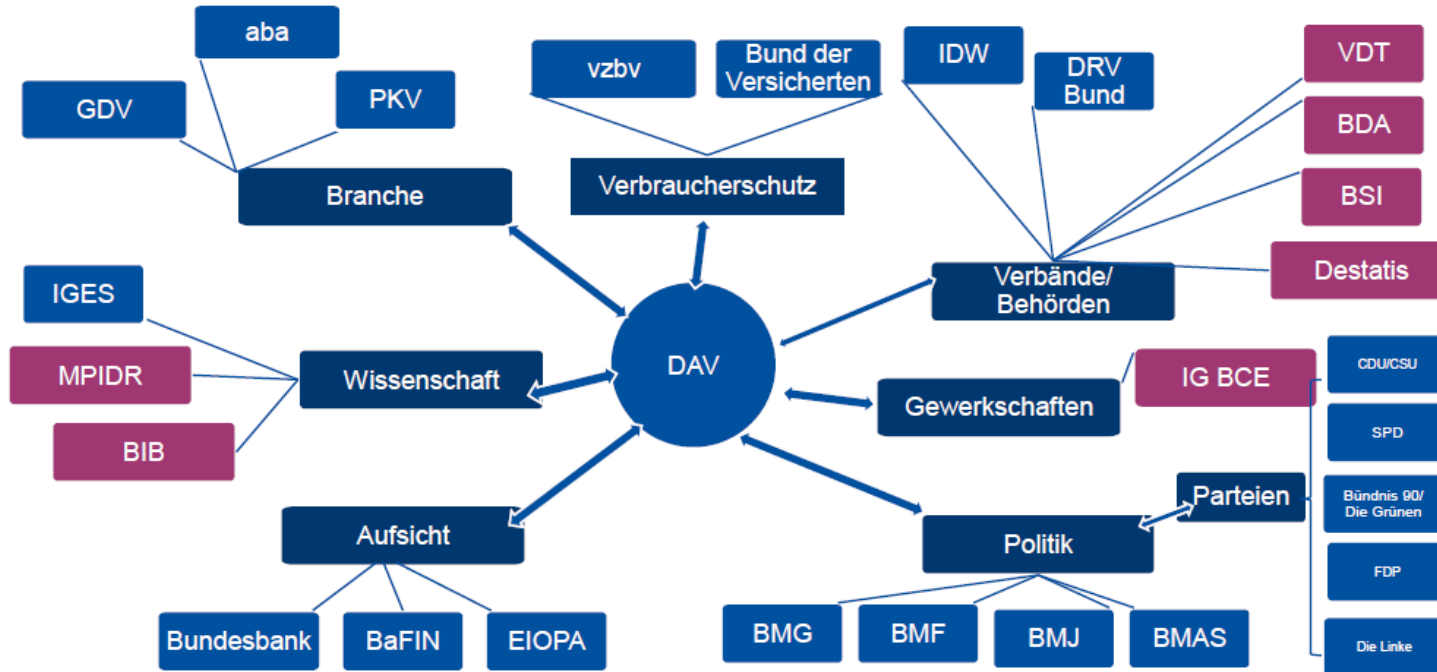 aba
GDV
PKV
Branche
vzbv
Bund der
Versicherten
Verbraucherschutz
IDW
DRV
Bund
VDT
BDA
BSI
Destatis
Verbände/
Behörden
IGES
MPIDR
BIB
Wissenschaft
DAV
Gewerkschaften
IG BCE
Aufsicht
Bundesbank
BaFIN
EIOPA
Politik
BMG
BMF
BMJ
BMAS
Parteien
CDU/CSU
SPD
Bündnis 90/
Die Grünen
FDP
Die Linke